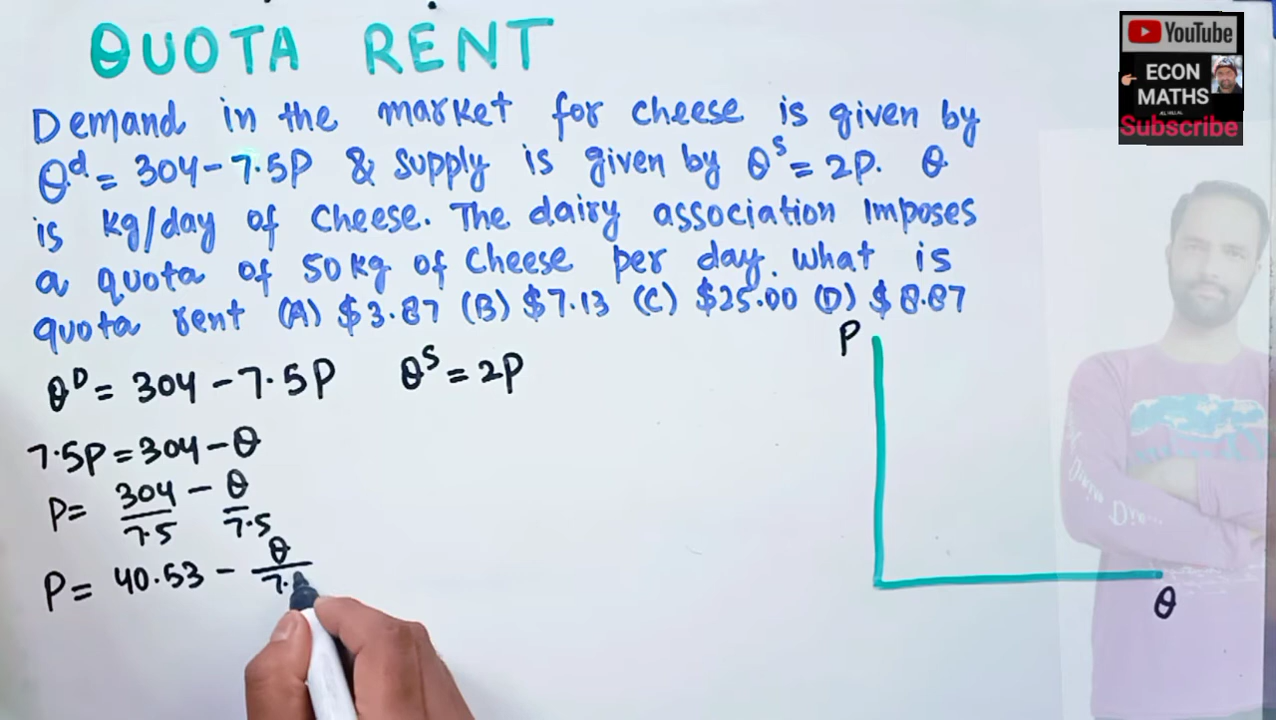 QUOTA RENT
YouTube
ECON
MATHS
Subscribe
Demand in the market for cheese is given by
Qᵈ = 304 - 7.5P & supply is given by Qˢ = 2P. Q
is kg/day of cheese. The dairy association Imposes
a quota of 50kg of cheese per day. What is
quota rent (A) $3.87 (B) $7.13 (C) $25.00 (D) $8.87
Qᴰ = 304 - 7.5P Qˢ = 2P
7.5P = 304 - Q
P = 304/7.5 - Q/7.5
P = 40.53 - Q/7.
P
Q